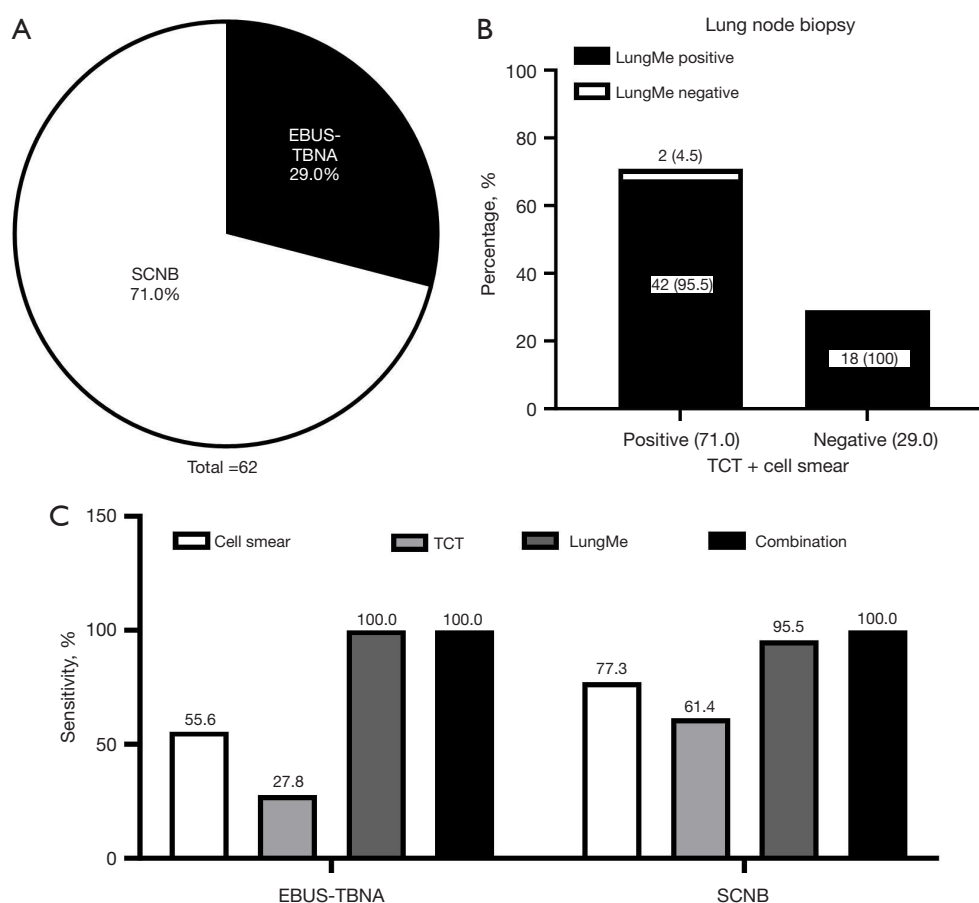 A
EBUS-
TBNA
29.0%
SCNB
71.0%
Total =62
B
Lung node biopsy
LungMe positive
LungMe negative
Percentage, %
100
80
60
40
20
0
2 (4.5)
42 (95.5)
18 (100)
Positive (71.0)
Negative (29.0)
TCT + cell smear
C
Cell smear
TCT
LungMe
Combination
Sensitivity, %
150
100
50
0
55.6
27.8
100.0
100.0
77.3
61.4
95.5
100.0
EBUS-TBNA
SCNB